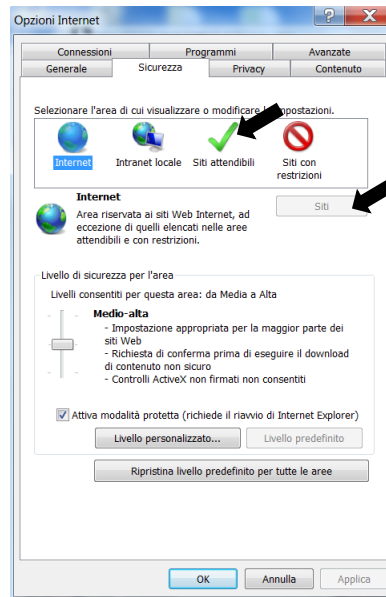 Opzioni Internet
Connessioni Programmi Avanzate
Generale Sicurezza Privacy Contenuto
Selezionare l'area di cui visualizzare o modificare le impostazioni.
Internet Intranet locale Siti attendibili Siti con
restrizioni
Internet
Siti
Area riservata ai siti Web Internet, ad
eccezione di quelli elencati nelle aree
attendibili e con restrizioni.
Livello di sicurezza per l'area
Livelli consentiti per questa area: da Media a Alta
Medio-alta
- Impostazione appropriata per la maggior parte dei
siti Web
- Richiesta di conferma prima di eseguire il download
di contenuto non sicuro
- Controlli ActiveX non firmati non consentiti
Attiva modalità protetta (richiede il riavvio di Internet Explorer)
Livello personalizzato... Livello predefinito
Ripristina livello predefinito per tutte le aree
OK Annulla Applica